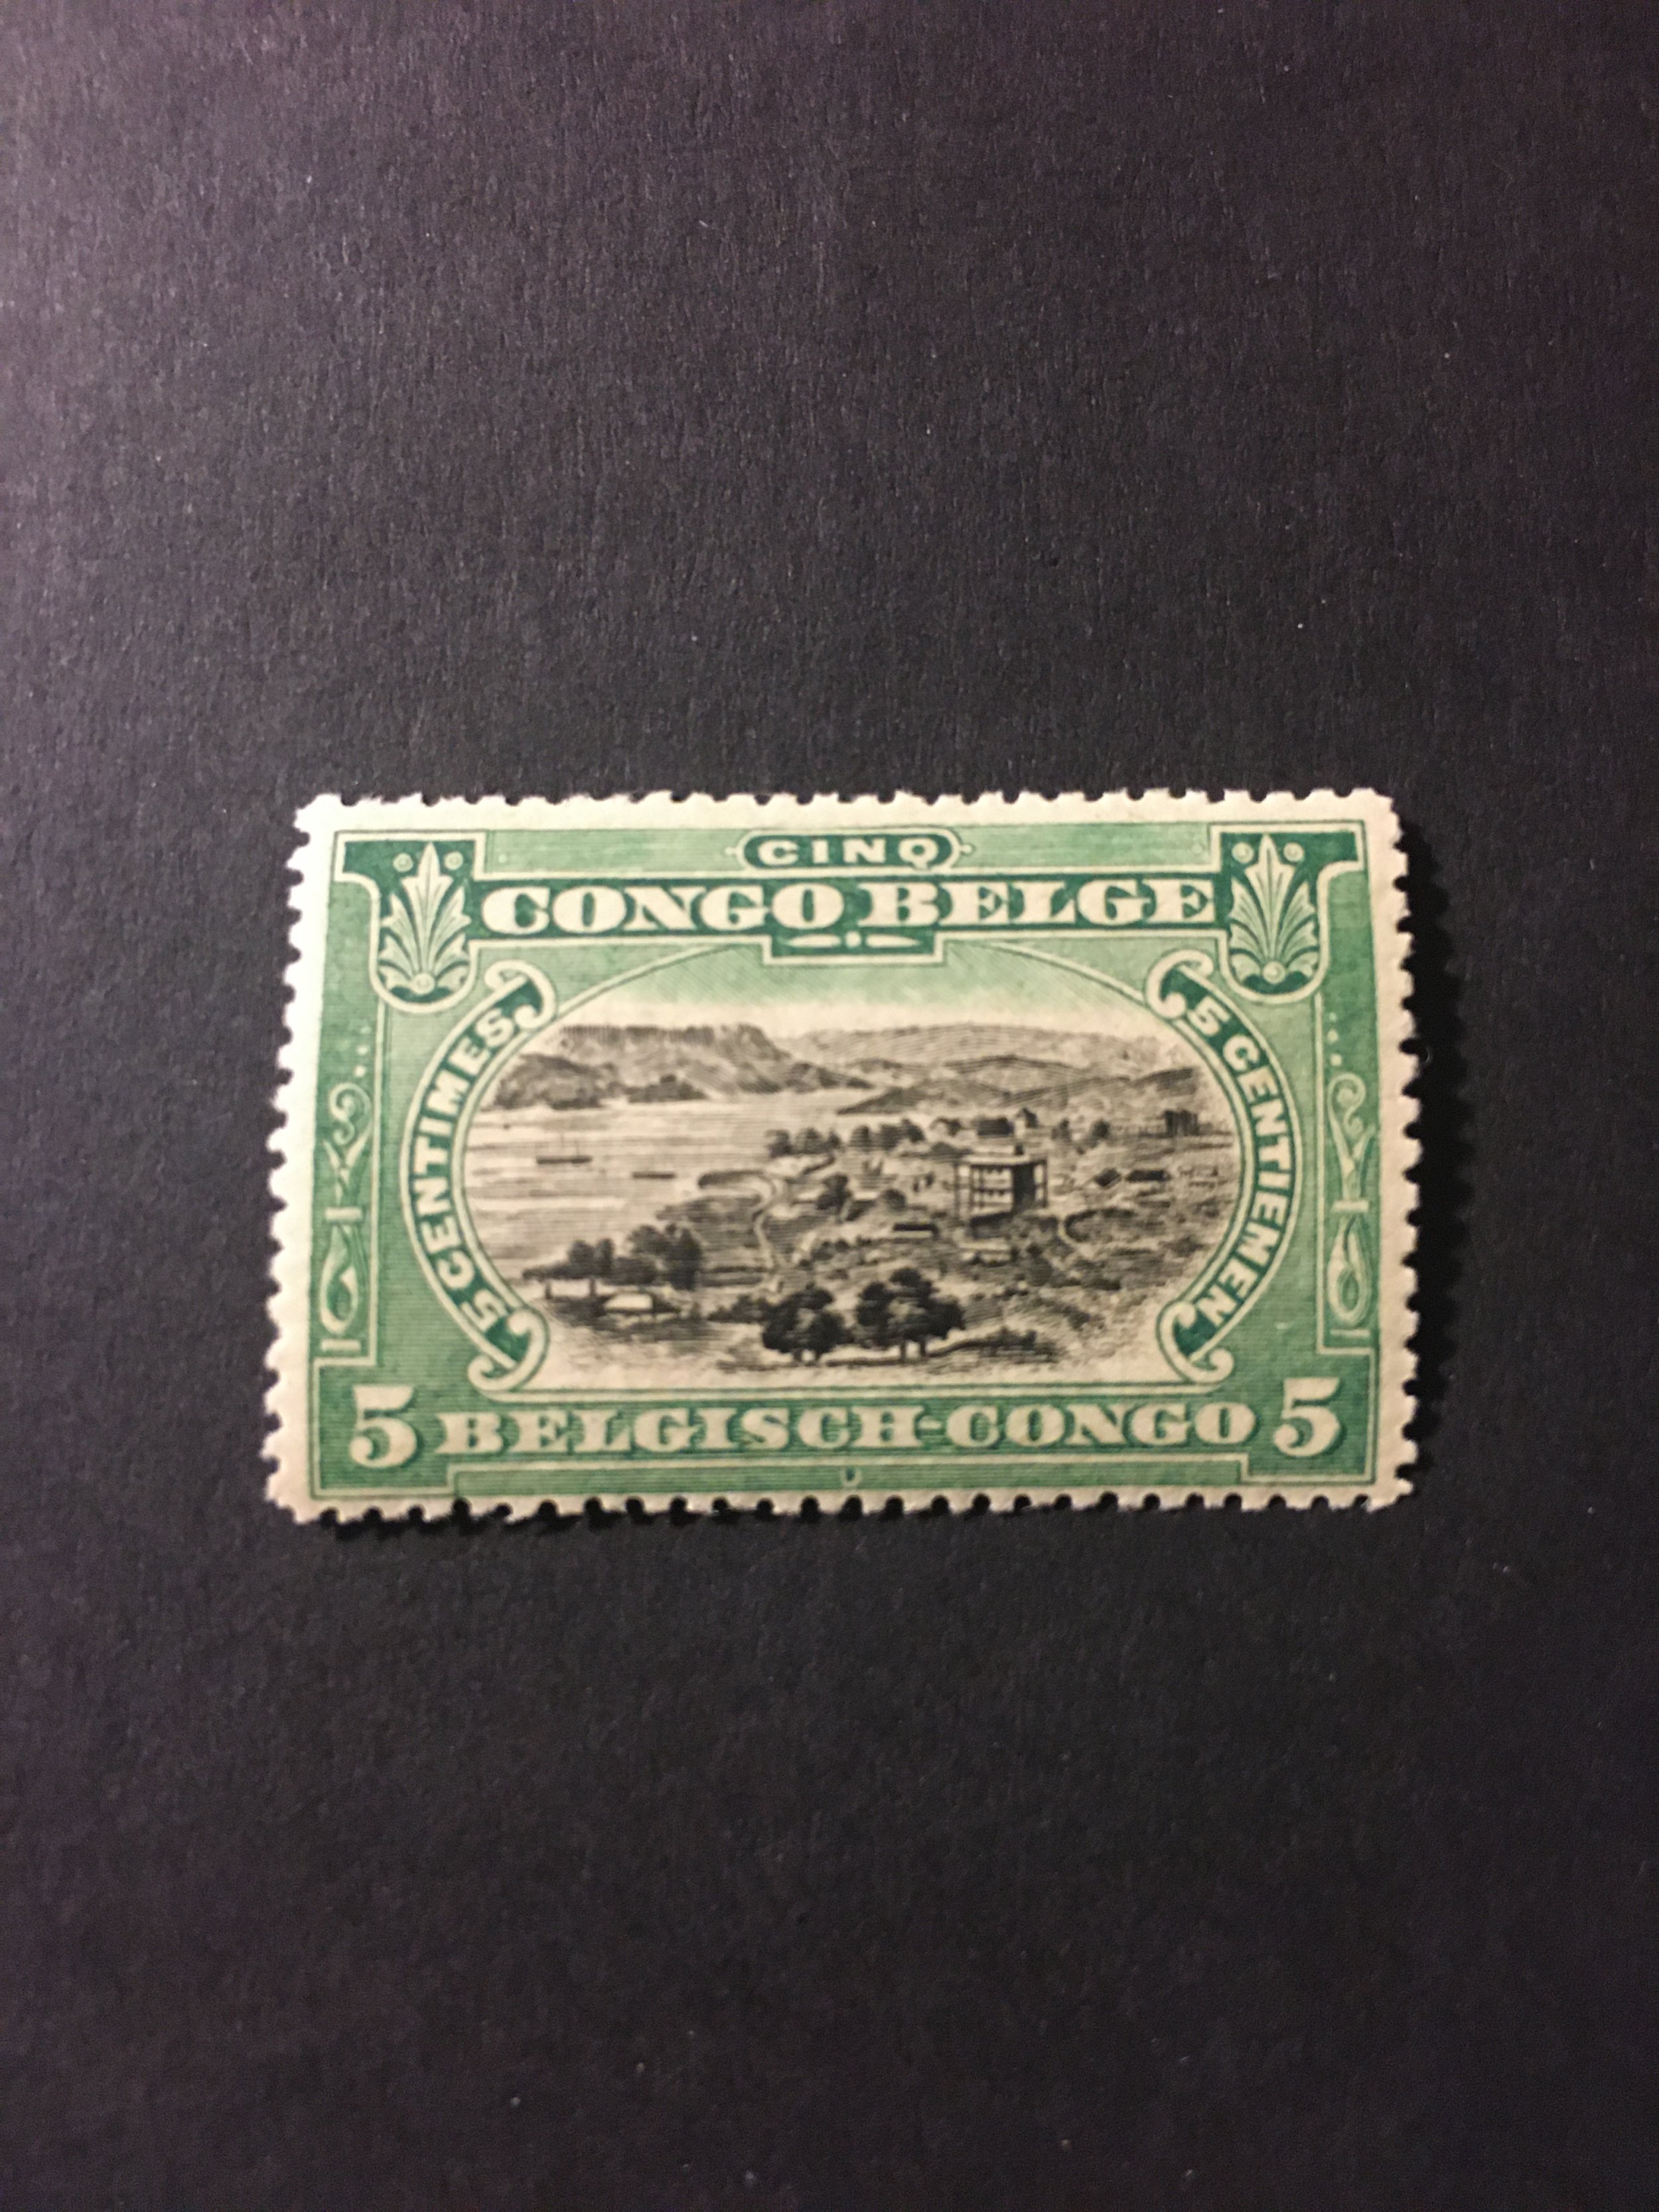 CINQ
CONGO BELGE
5 CENTIMES
5 CENTIEMEN
5 BELGISCH-CONGO 5